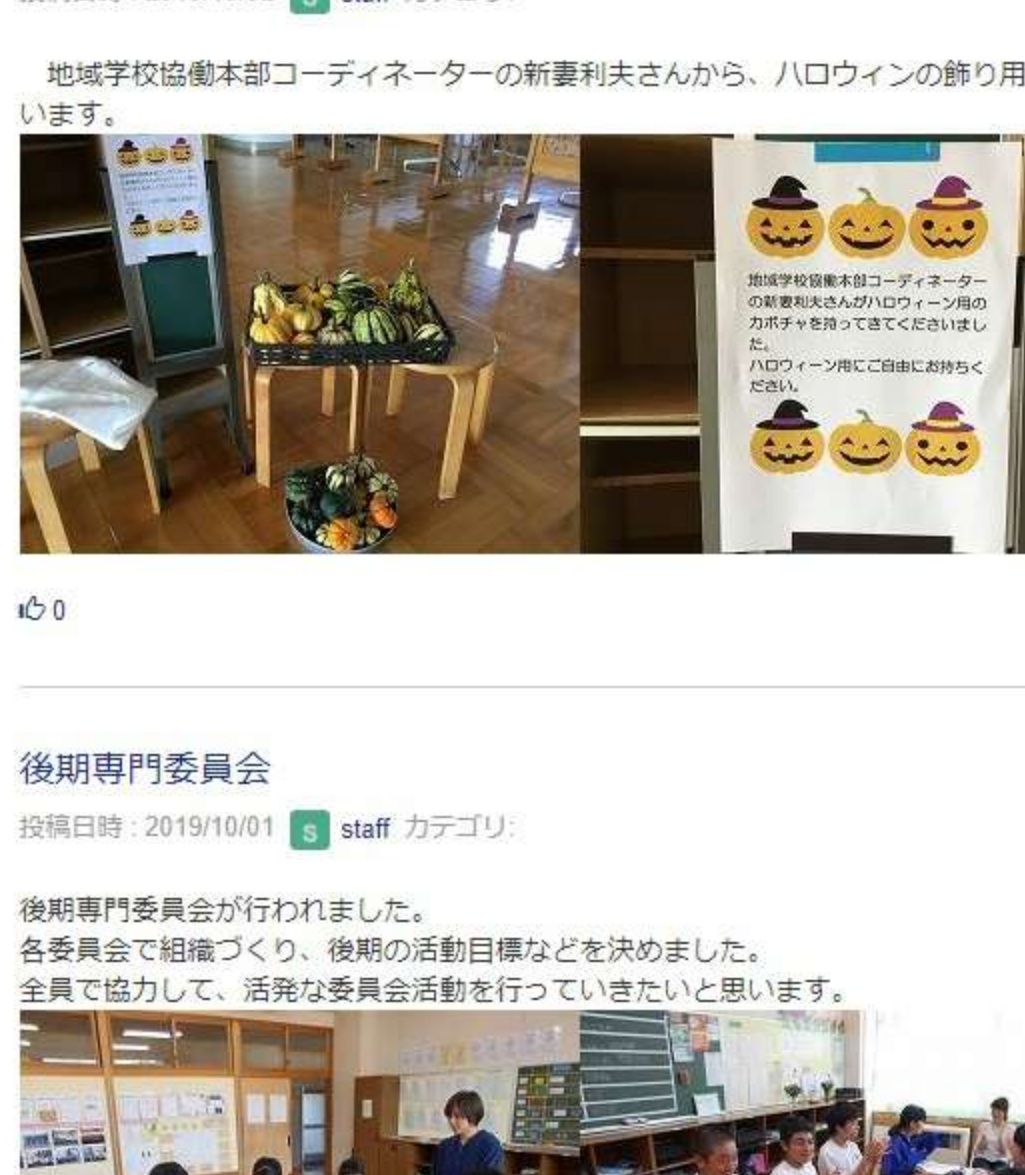 地域学校協働本部コーディネーターの新妻利夫さんから、ハロウィンの飾り用
います。
地域学校協働本部コーディネーター
の新妻利夫さんがハロウィーン用の
カボチャを持ってきてくださいまし
た。
ハロウィーン用にご自由にお持ちく
ださい。
0
後期専門委員会
投稿日時 : 2019/10/01 s staff カテゴリ:
後期専門委員会が行われました。
各委員会で組織づくり、後期の活動目標などを決めました。
全員で協力して、活発な委員会活動を行っていきたいと思います。